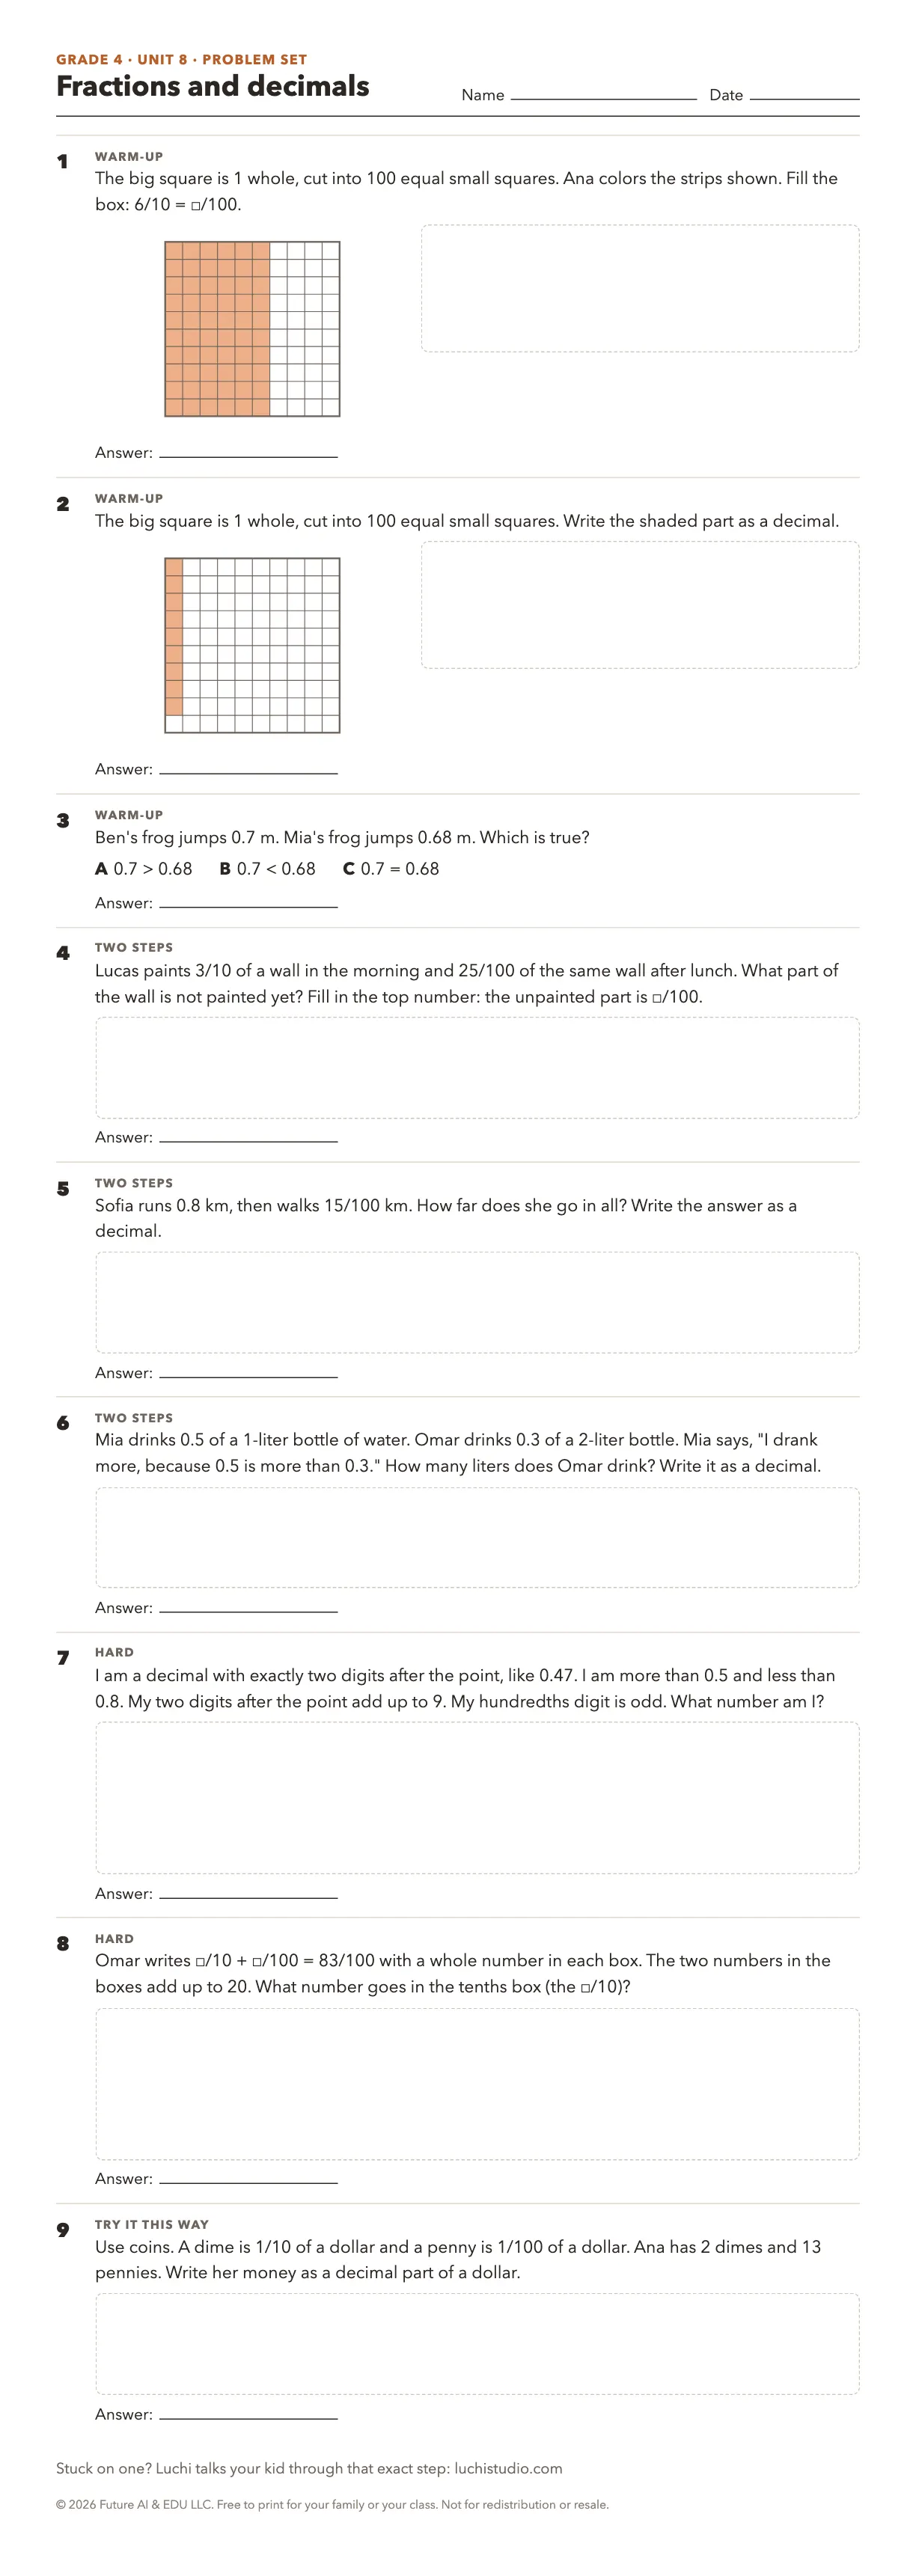 GRADE 4 · UNIT 8 · PROBLEM SET
Fractions and decimals
Name
Date
1
WARM-UP
The big square is 1 whole, cut into 100 equal small squares. Ana colors the strips shown. Fill the
box: 6/10 = □/100.
Answer:
2
WARM-UP
The big square is 1 whole, cut into 100 equal small squares. Write the shaded part as a decimal.
Answer:
3
WARM-UP
Ben's frog jumps 0.7 m. Mia's frog jumps 0.68 m. Which is true?
A 0.7 > 0.68 B 0.7 < 0.68 C 0.7 = 0.68
Answer:
4
TWO STEPS
Lucas paints 3/10 of a wall in the morning and 25/100 of the same wall after lunch. What part of
the wall is not painted yet? Fill in the top number: the unpainted part is □/100.
Answer:
5
TWO STEPS
Sofia runs 0.8 km, then walks 15/100 km. How far does she go in all? Write the answer as a
decimal.
Answer:
6
TWO STEPS
Mia drinks 0.5 of a 1-liter bottle of water. Omar drinks 0.3 of a 2-liter bottle. Mia says, "I drank
more, because 0.5 is more than 0.3." How many liters does Omar drink? Write it as a decimal.
Answer:
7
HARD
I am a decimal with exactly two digits after the point, like 0.47. I am more than 0.5 and less than
0.8. My two digits after the point add up to 9. My hundredths digit is odd. What number am I?
Answer:
8
HARD
Omar writes □/10 + □/100 = 83/100 with a whole number in each box. The two numbers in the
boxes add up to 20. What number goes in the tenths box (the □/10)?
Answer:
9
TRY IT THIS WAY
Use coins. A dime is 1/10 of a dollar and a penny is 1/100 of a dollar. Ana has 2 dimes and 13
pennies. Write her money as a decimal part of a dollar.
Answer:
Stuck on one? Luchi talks your kid through that exact step: luchistudio.com
© 2026 Future AI & EDU LLC. Free to print for your family or your class. Not for redistribution or resale.